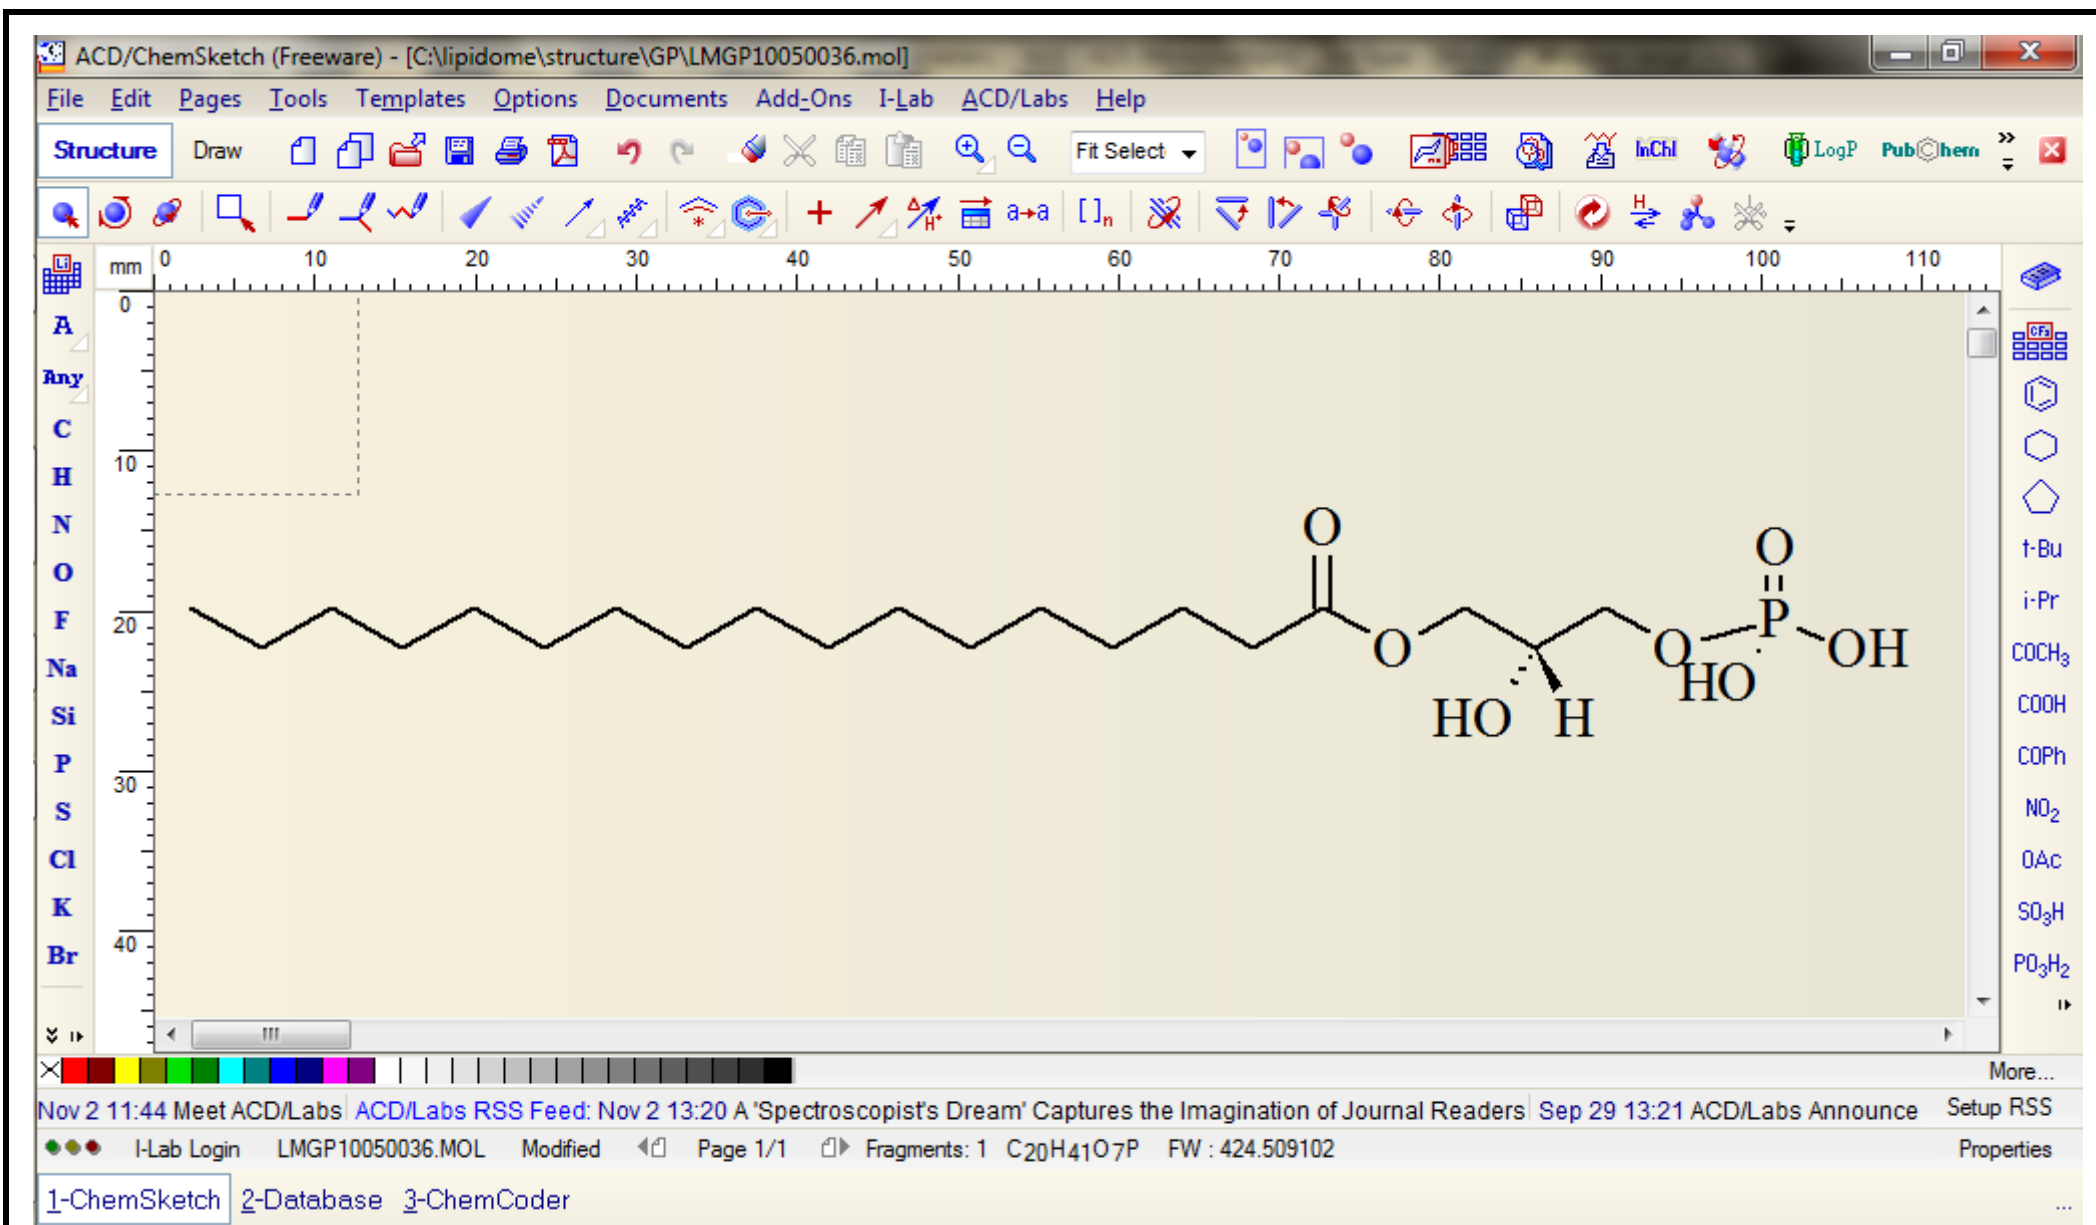 ACD/ChemSketch (Freeware) - [C:\lipidome\structure\GP\LMGP10050036.mol]
File Edit Pages Tools Templates Options Documents Add-Ons I-Lab ACD/Labs Help
Structure Draw Fit Select InChI LogP PubChem
H+ a→a []n H
Li mm 0 10 20 30 40 50 60 70 80 90 100 110
0
A
CF3
Any
C
10
H
N
O
O
O
t-Bu
F
20
P
i-Pr
Na
O
O
OH
COCH3
HO
Si
HO
H
COOH
P
30
COPh
S
NO2
Cl
OAc
K
SO3H
40
Br
PO3H2
More...
Nov 2 11:44 Meet ACD/Labs ACD/Labs RSS Feed: Nov 2 13:20 A 'Spectroscopist's Dream' Captures the Imagination of Journal Readers Sep 29 13:21 ACD/Labs Announce Setup RSS
I-Lab Login LMGP10050036.MOL Modified Page 1/1 Fragments: 1 C20H41O7P FW : 424.509102 Properties
1-ChemSketch 2-Database 3-ChemCoder ...